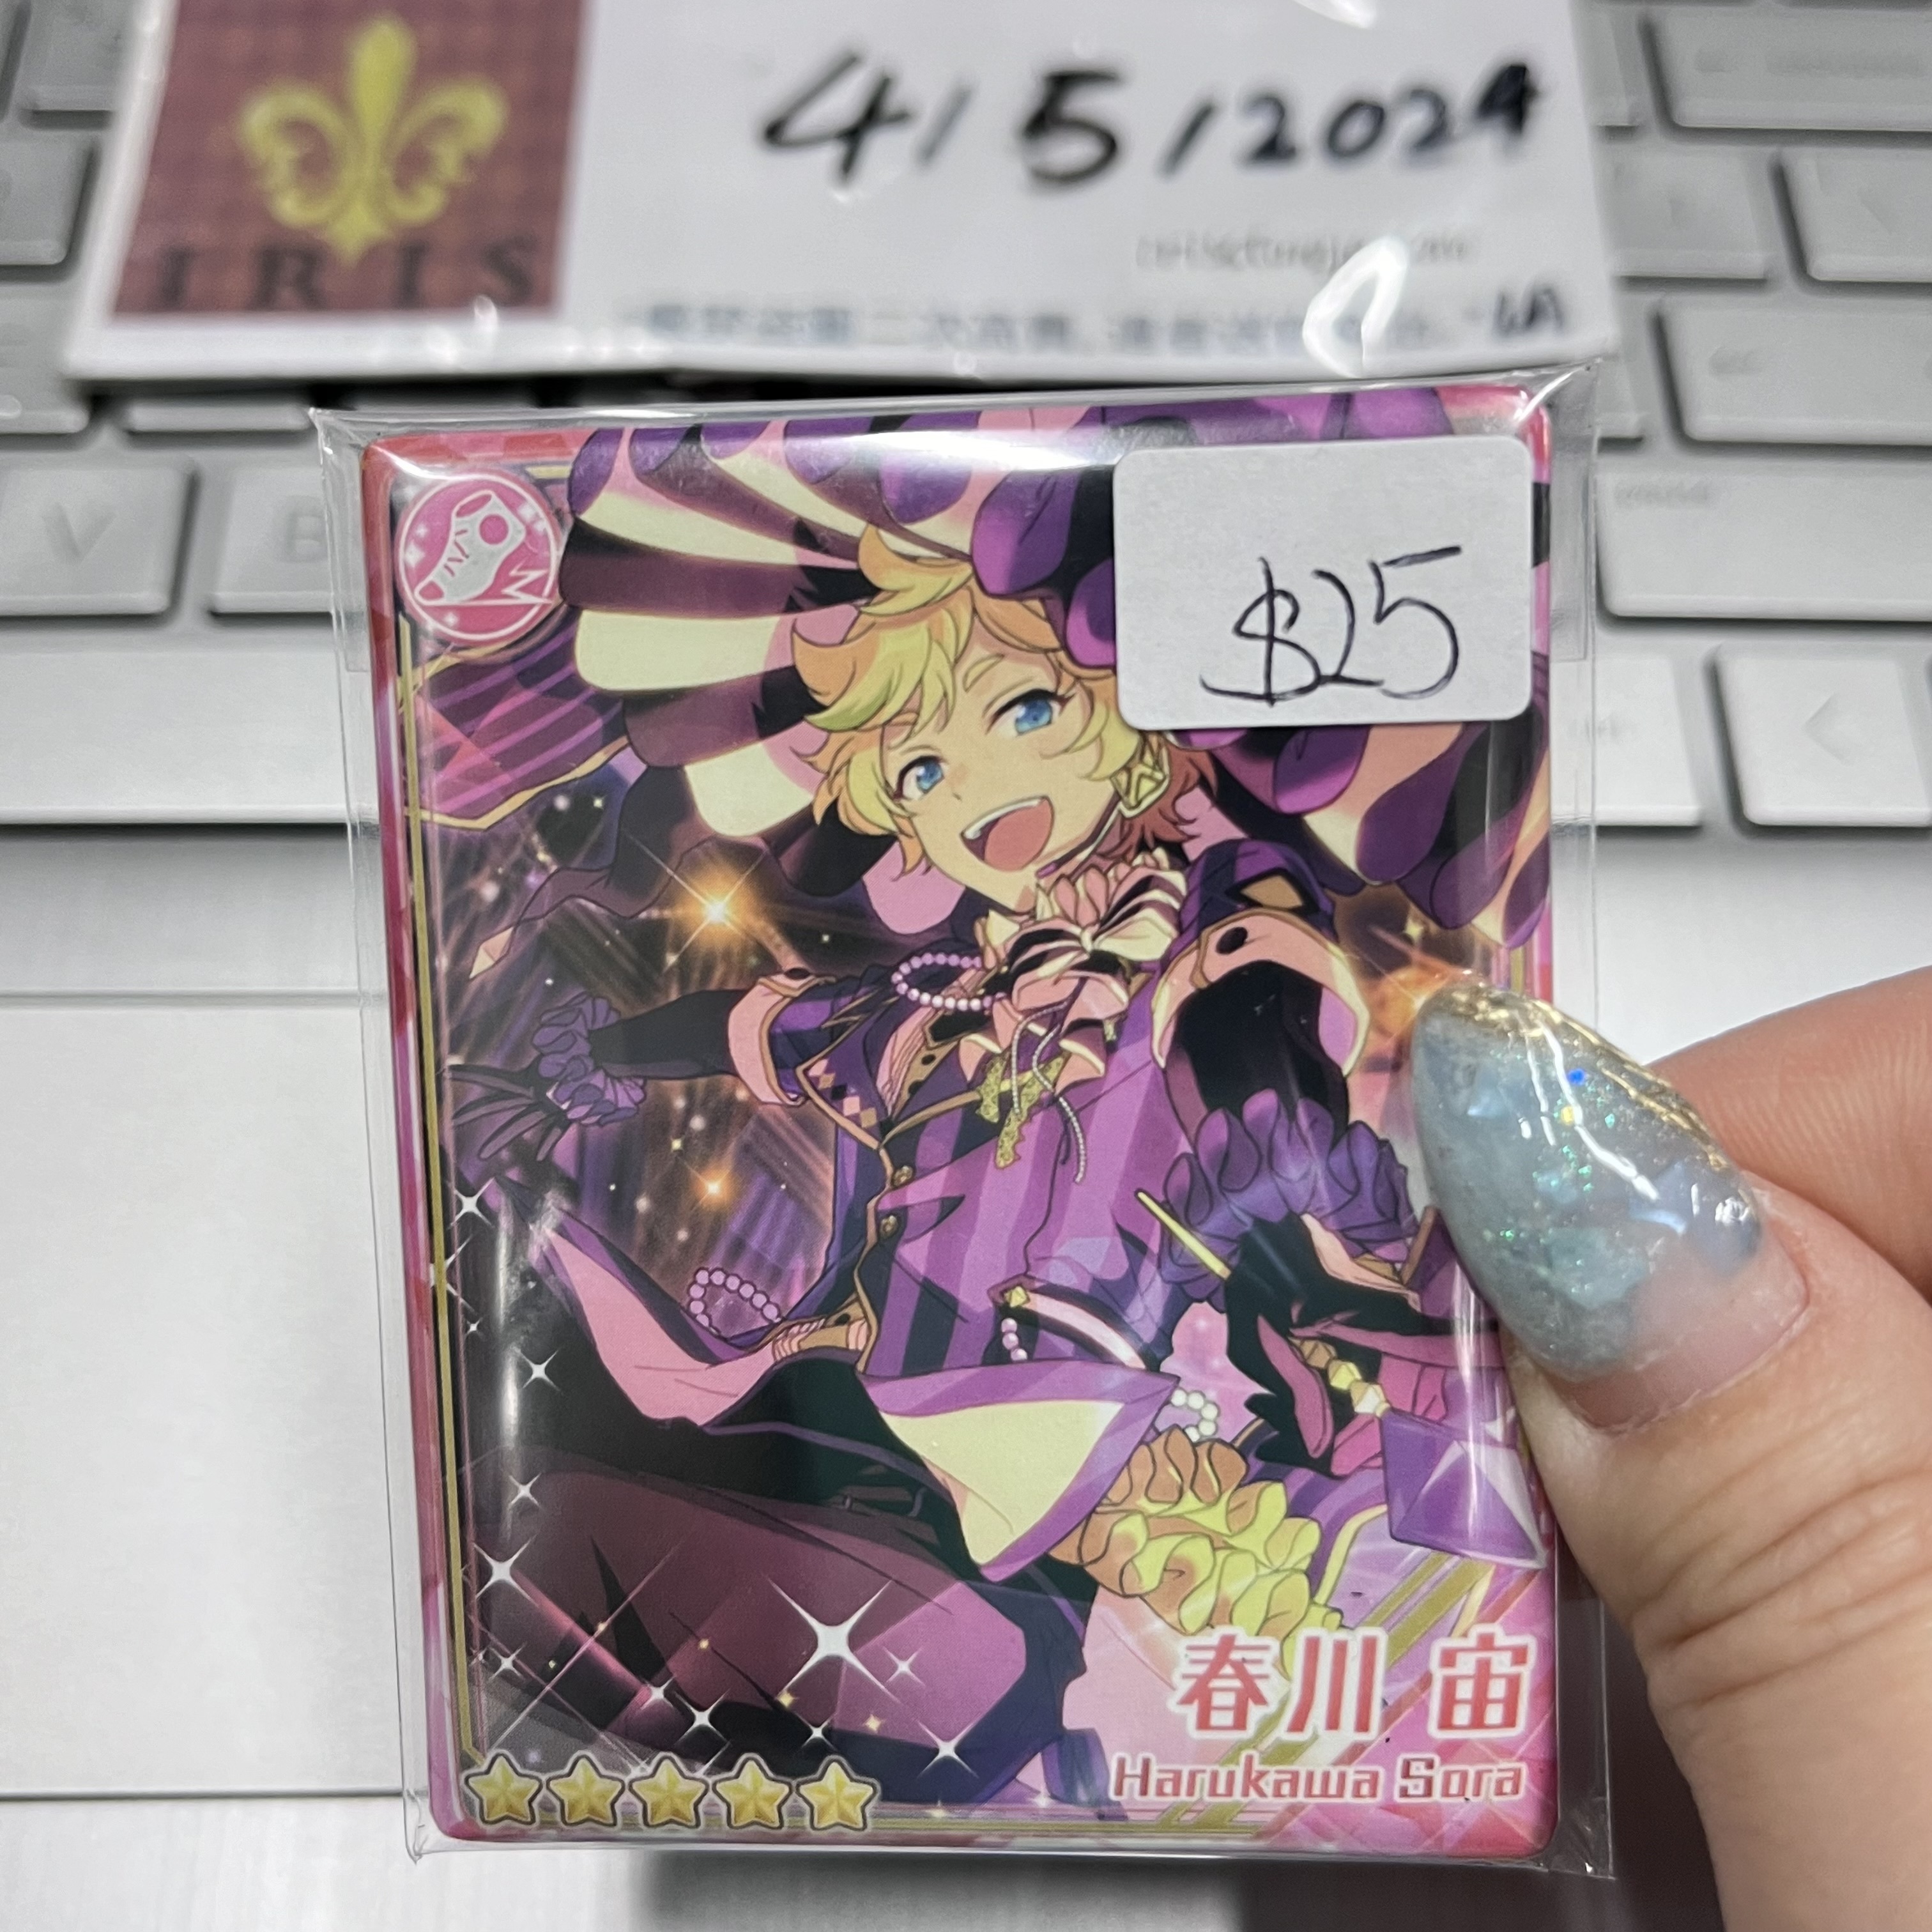 4/5/2024
IRIS
$25
春川 宙
Harukawa Sora
V
B